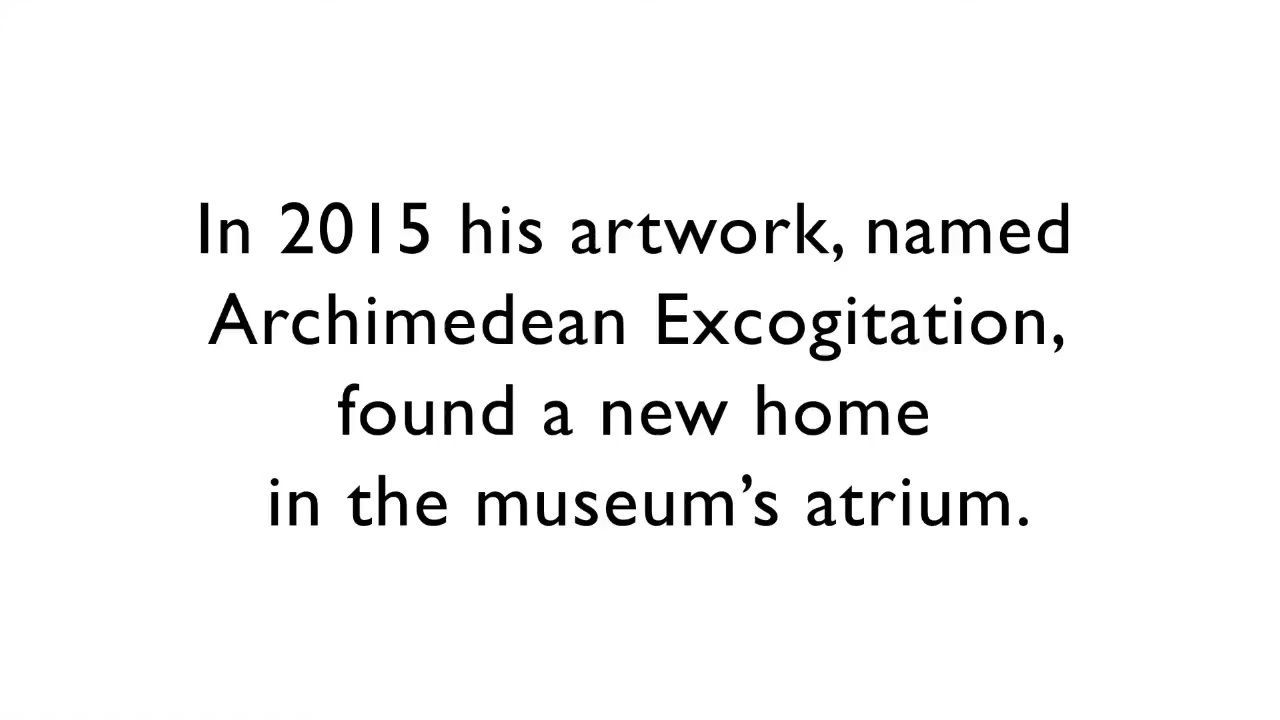 In 2015 his artwork, named
Archimedean Excogitation,
found a new home
in the museum’s atrium.